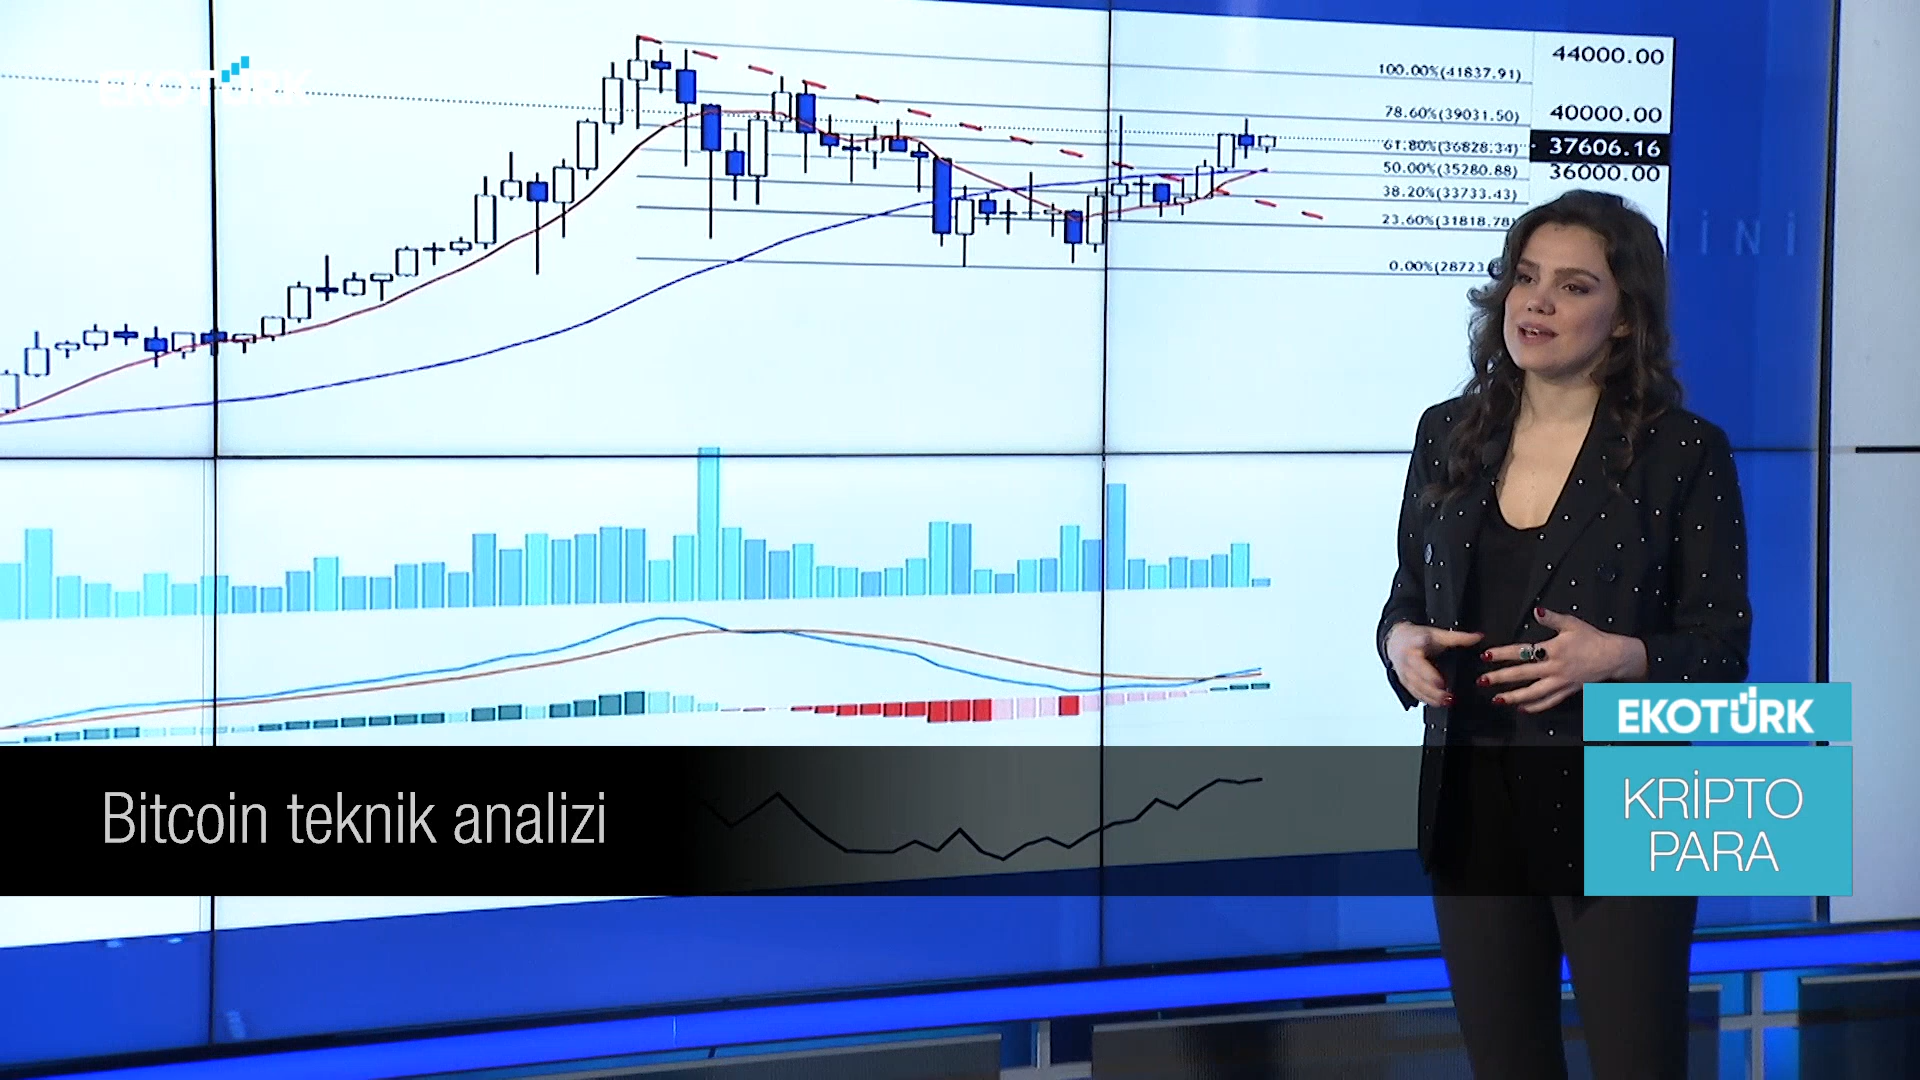 EKOTÜRK
44000.00
100.00%(41837.91)
78.60%(39031.50)
40000.00
61.80%(36828.34)
37606.16
50.00%(35280.88)
36000.00
38.20%(33733.43)
23.60%(31818.78)
0.00%(28723.
İNİ
EKOTÜRK
KRİPTO
PARA
Bitcoin teknik analizi